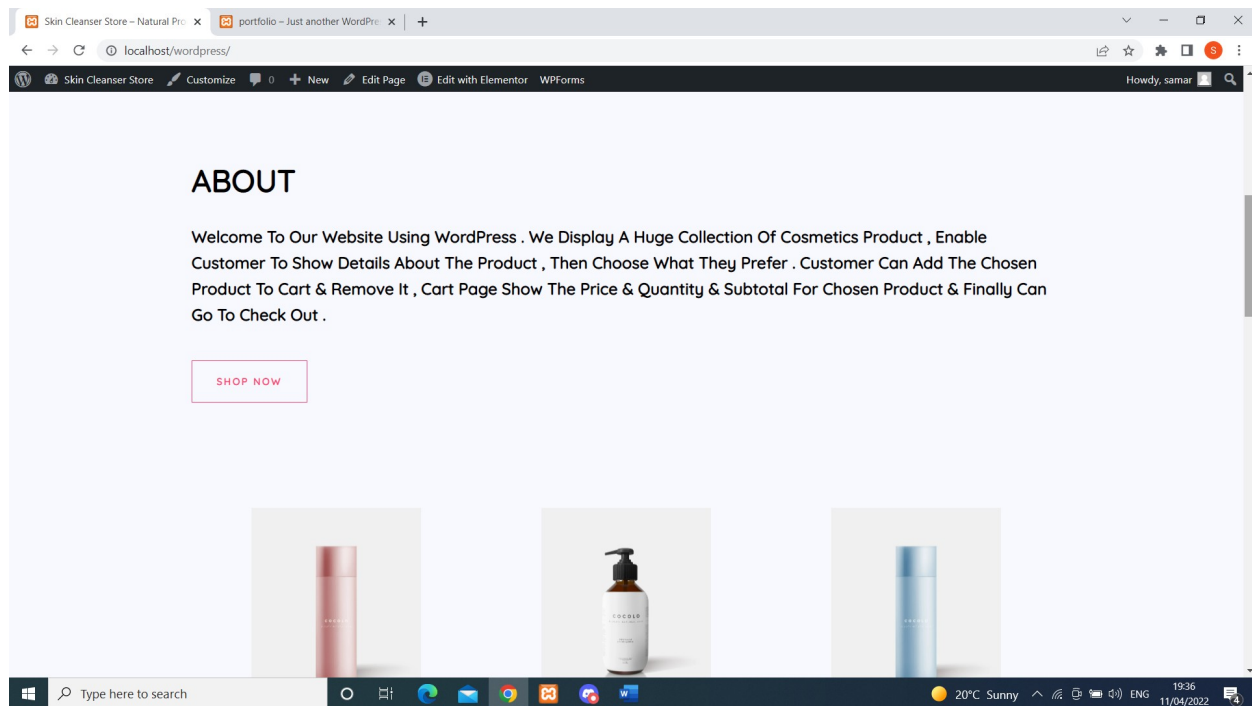 Skin Cleanser Store – Natural Pro
portfolio – Just another WordPre
localhost/wordpress/
S
Skin Cleanser Store Customize 0 New Edit Page Edit with Elementor WPForms Howdy, samar
ABOUT
Welcome To Our Website Using WordPress . We Display A Huge Collection Of Cosmetics Product , Enable
Customer To Show Details About The Product , Then Choose What They Prefer . Customer Can Add The Chosen
Product To Cart & Remove It , Cart Page Show The Price & Quantity & Subtotal For Chosen Product & Finally Can
Go To Check Out .
SHOP NOW
COCOLO
Type here to search
20°C Sunny ENG
19:36
11/04/2022
4